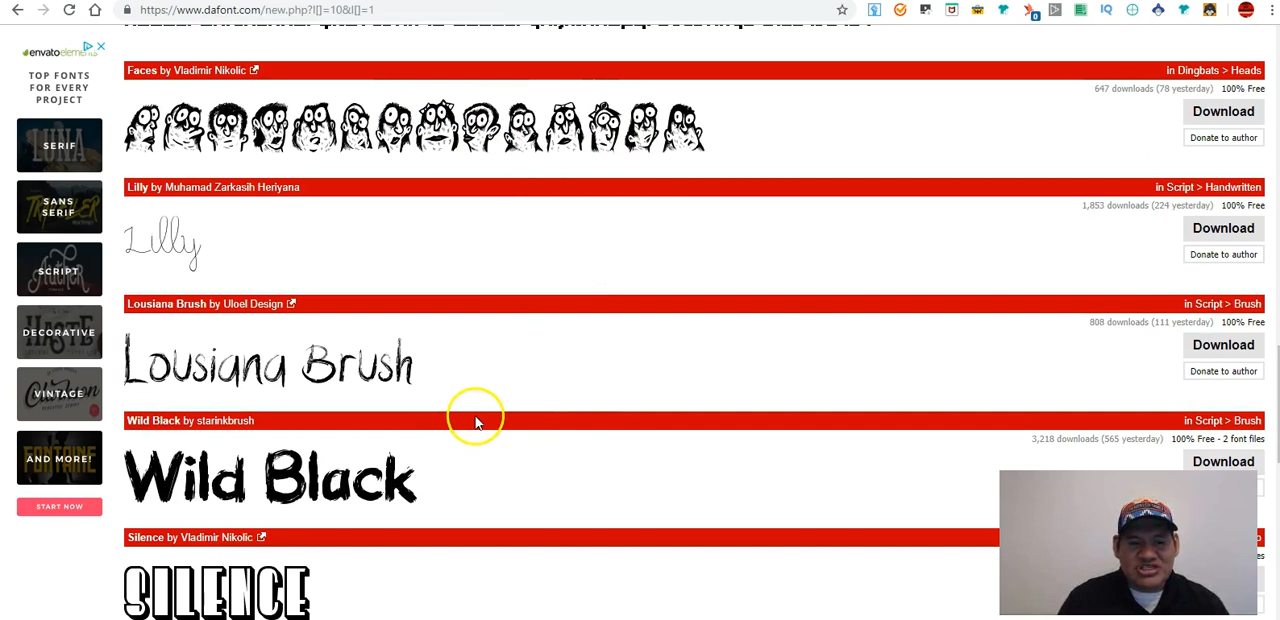 https://www.dafont.com/new.php?l[]=10&l[]=1
envatoelements
TOP FONTS
FOR EVERY
PROJECT
SERIF
SANS
SERIF
SCRIPT
DECORATIVE
VINTAGE
AND MORE!
START NOW
Faces by Vladimir Nikolic in Dingbats > Heads
647 downloads (78 yesterday) 100% Free
Download
Donate to author
Lilly by Muhamad Zarkasih Heriyana in Script > Handwritten
1,853 downloads (224 yesterday) 100% Free
Lilly
Download
Donate to author
Lousiana Brush by Uloel Design in Script > Brush
808 downloads (111 yesterday) 100% Free
Lousiana Brush
Download
Donate to author
Wild Black by starinkbrush in Script > Brush
3,218 downloads (565 yesterday) 100% Free - 2 font files
Wild Black
Download
Silence by Vladimir Nikolic
SILENCE